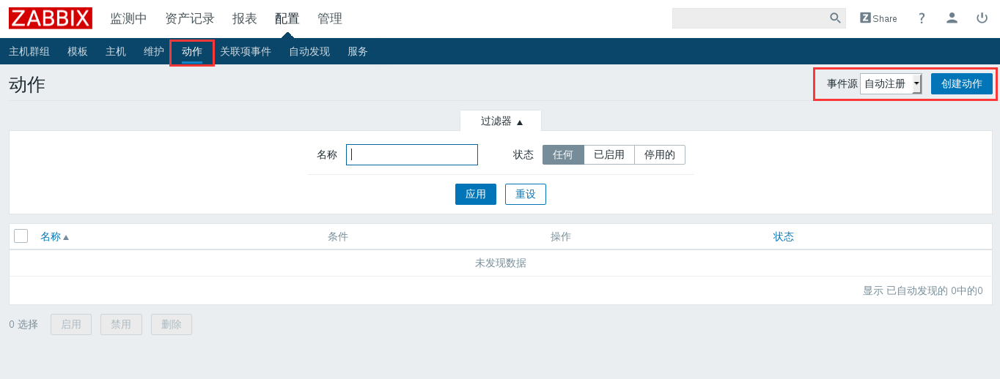 ZABBIX 监测中 资产记录 报表 配置 管理 Z Share ?
主机群组 模板 主机 维护 动作 关联项事件 自动发现 服务
动作 事件源 自动注册 创建动作
过滤器
名称 状态 任何 已启用 停用的
应用 重设
名称 条件 操作 状态
未发现数据
显示 已自动发现的 0中的0
0 选择 启用 禁用 删除